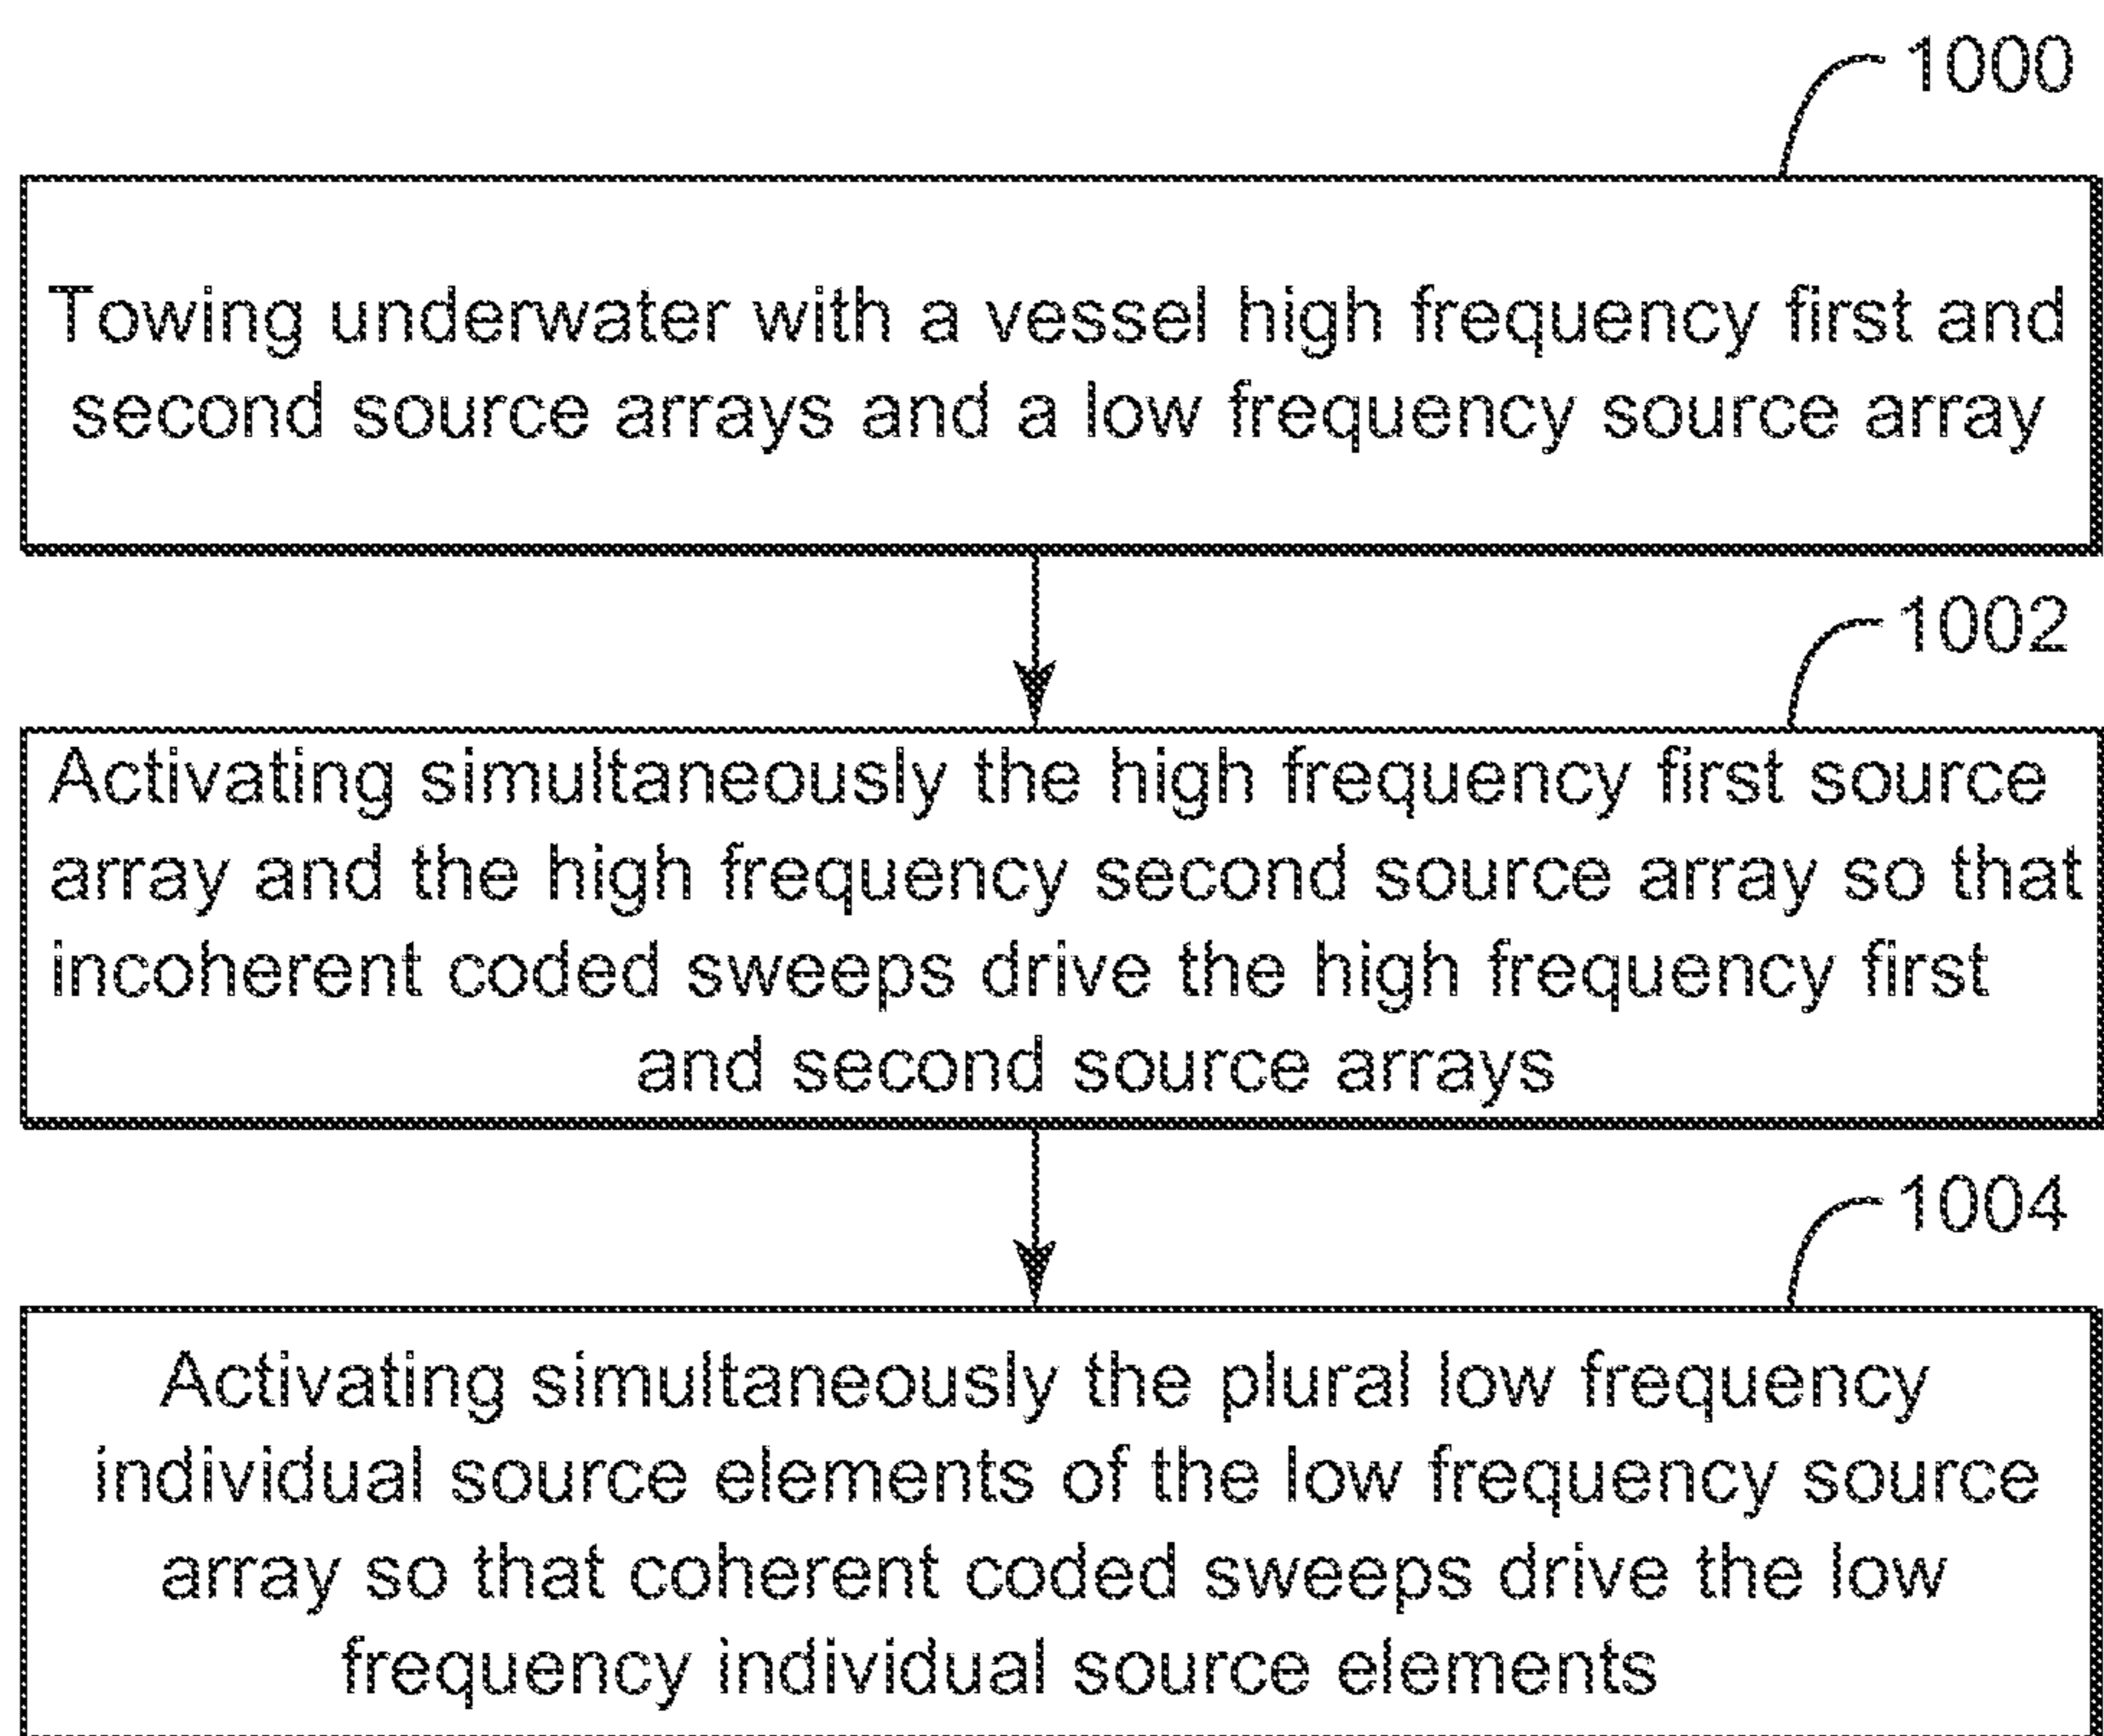 1000
Towing underwater with a vessel high frequency first and
second source arrays and a low frequency source array
1002
Activating simultaneously the high frequency first source
array and the high frequency second source array so that
incoherent coded sweeps drive the high frequency first
and second source arrays
1004
Activating simultaneously the plural low frequency
individual source elements of the low frequency source
array so that coherent coded sweeps drive the low
frequency individual source elements